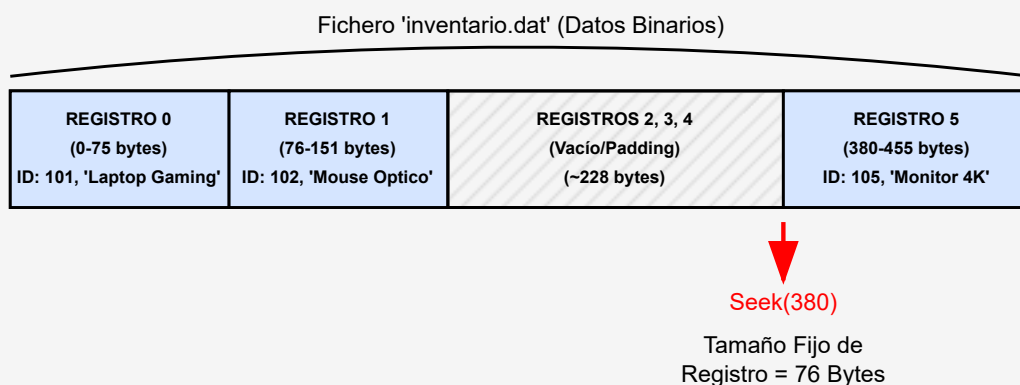 Fichero 'inventario.dat' (Datos Binarios)
REGISTRO 0
(0-75 bytes)
ID: 101, 'Laptop Gaming'
REGISTRO 1
(76-151 bytes)
ID: 102, 'Mouse Optico'
REGISTROS 2, 3, 4
(Vacío/Padding)
(~228 bytes)
REGISTRO 5
(380-455 bytes)
ID: 105, 'Monitor 4K'
Seek(380)
Tamaño Fijo de
Registro = 76 Bytes